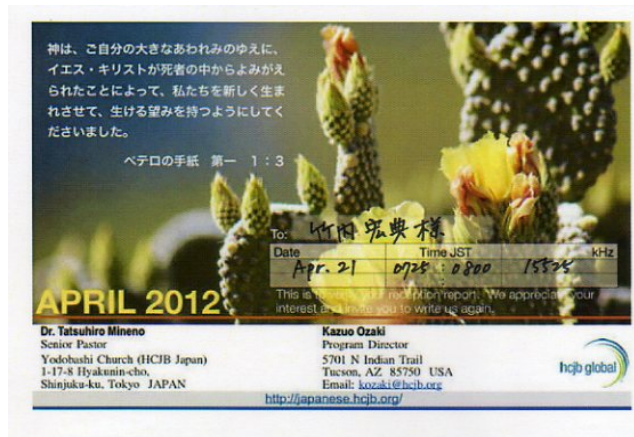 神は、ご自分の大きなあわれみのゆえに、
イエス・キリストが死者の中からよみがえ
られたことによって、私たちを新しく生ま
れさせて、生ける望みを持つようにしてく
ださいました。
ペテロの手紙 第一 1:3
To: 竹内 宏典 様
Date Time JST kHz
Apr. 21 0725 : 0800 15525
APRIL 2012
This is to verify your reception report. We appreciate your
interest and invite you to write us again.
Dr. Tatsuhiro Mineno
Senior Pastor
Yodobashi Church (HCJB Japan)
1-17-8 Hyakunin-cho,
Shinjuku-ku, Tokyo JAPAN
Kazuo Ozaki
Program Director
5701 N Indian Trail
Tucson, AZ 85750 USA
Email: kozaki@hcjb.org
hcjb global
http://japanese.hcjb.org/